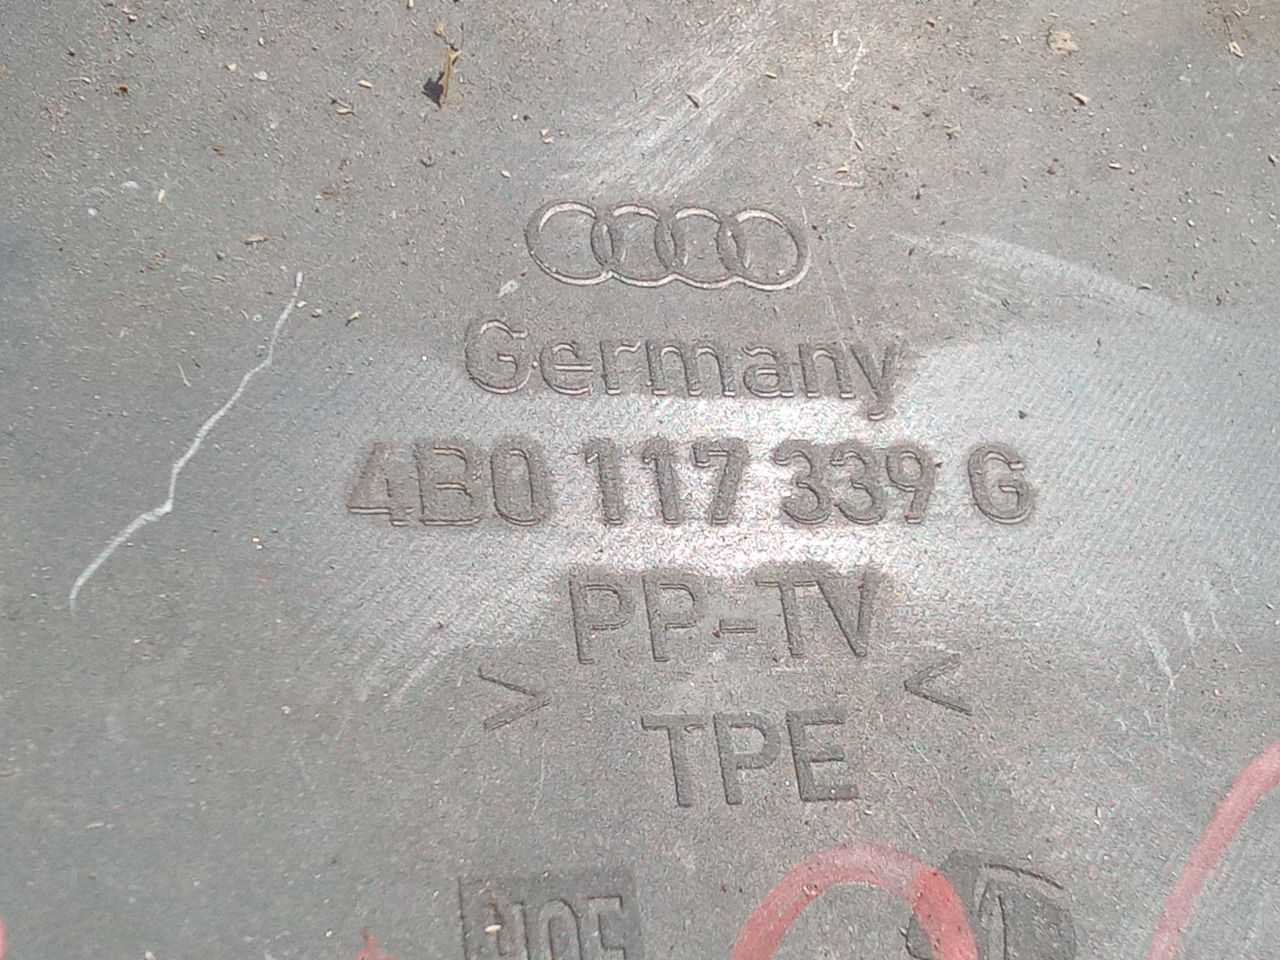 Germany
4B0 117 339 G
PP-TV
> <
TPE